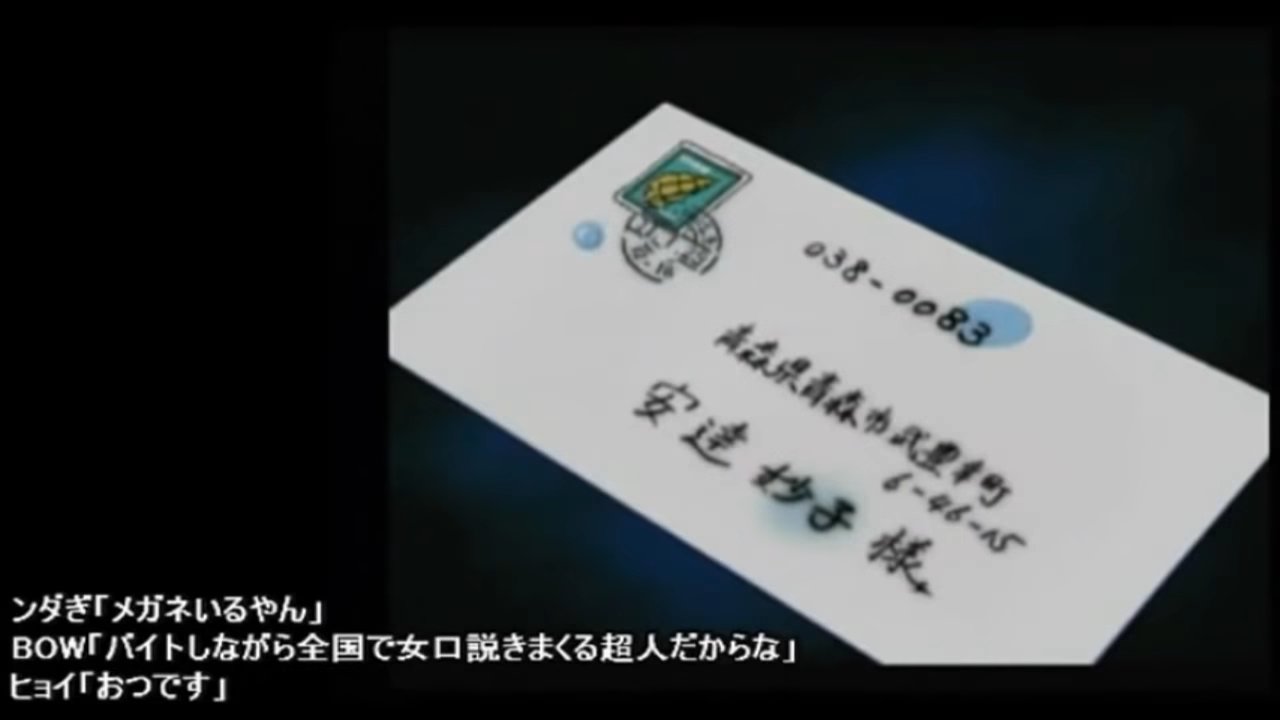 038-0083
青森県青森市武豊幸町
6-46-15
安達 妙子 様
ンダぎ「メガネいるやん」
BOW「バイトしながら全国で女口説きまくる超人だからな」
ヒョイ「おつです」